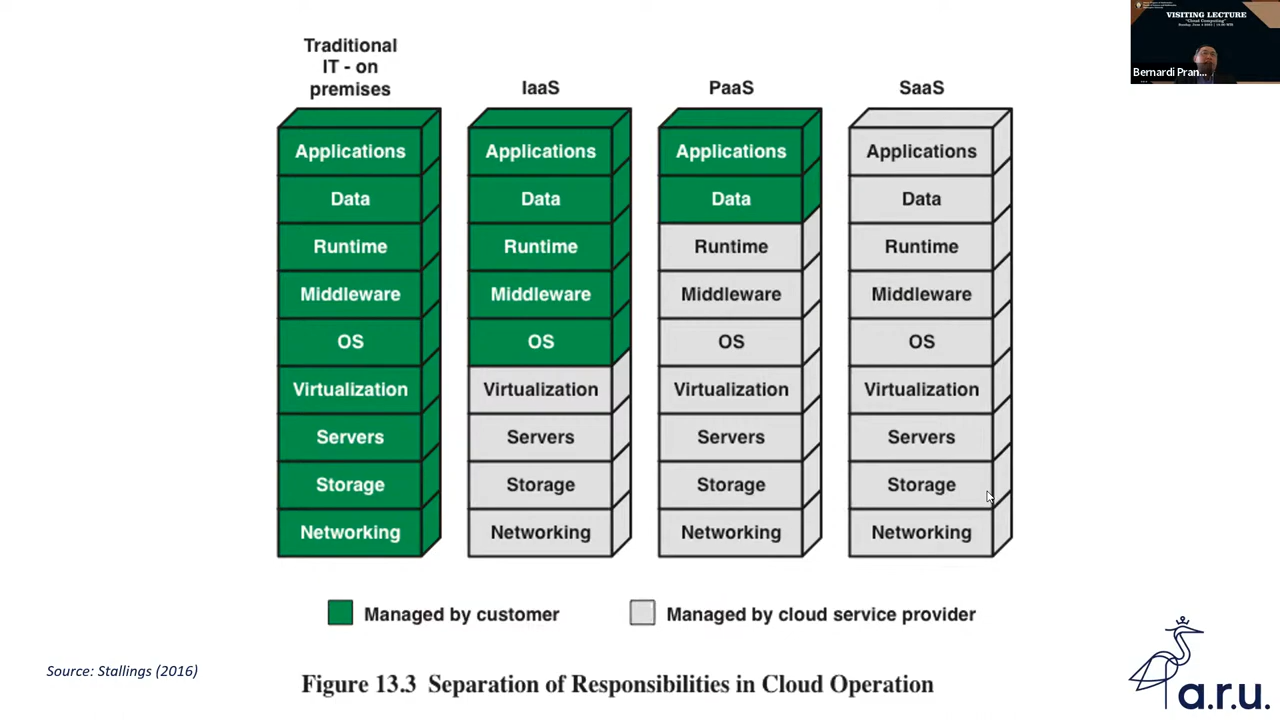 VISITING LECTURE
"Cloud Computing"
Bernardi Pran...
Traditional
IT - on
premises
IaaS
PaaS
SaaS
Applications
Applications
Applications
Applications
Data
Data
Data
Data
Runtime
Runtime
Runtime
Runtime
Middleware
Middleware
Middleware
Middleware
OS
OS
OS
OS
Virtualization
Virtualization
Virtualization
Virtualization
Servers
Servers
Servers
Servers
Storage
Storage
Storage
Storage
Networking
Networking
Networking
Networking
Managed by customer
Managed by cloud service provider
Source: Stallings (2016)
Figure 13.3 Separation of Responsibilities in Cloud Operation
a.r.u.